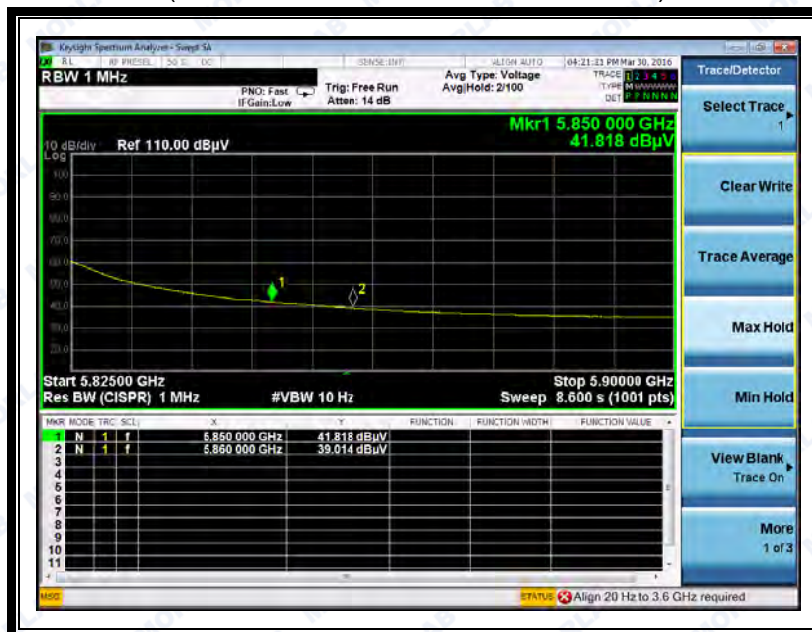 Keysight Spectrum Analyzer - Swept SA
RL RF PRESEL 50 Ω DC SENSE:INT ALIGN AUTO 04:21:21 PM Mar 30, 2016
RBW 1 MHz
PNO: Fast Trig: Free Run Avg Type: Voltage TRACE 1 2 3 4 5 6
IFGain:Low Atten: 14 dB Avg|Hold: 2/100 TYPE M W W W W W
DET P P N N N N
Mkr1 5.850 000 GHz
10 dB/div Ref 110.00 dBµV 41.818 dBµV
Log
100
90.0
80.0
70.0
60.0
50.0
40.0
30.0
20.0
1
2
Start 5.82500 GHz Stop 5.90000 GHz
Res BW (CISPR) 1 MHz #VBW 10 Hz Sweep 8.600 s (1001 pts)
MKR MODE TRC SCL X Y FUNCTION FUNCTION WIDTH FUNCTION VALUE
1 N 1 f 5.850 000 GHz 41.818 dBµV
2 N 1 f 5.860 000 GHz 39.014 dBµV
3
4
5
6
7
8
9
10
11
MSG STATUS Align 20 Hz to 3.6 GHz required
Trace/Detector
Select Trace
1
Clear Write
Trace Average
Max Hold
Min Hold
View Blank
Trace On
More
1 of 3